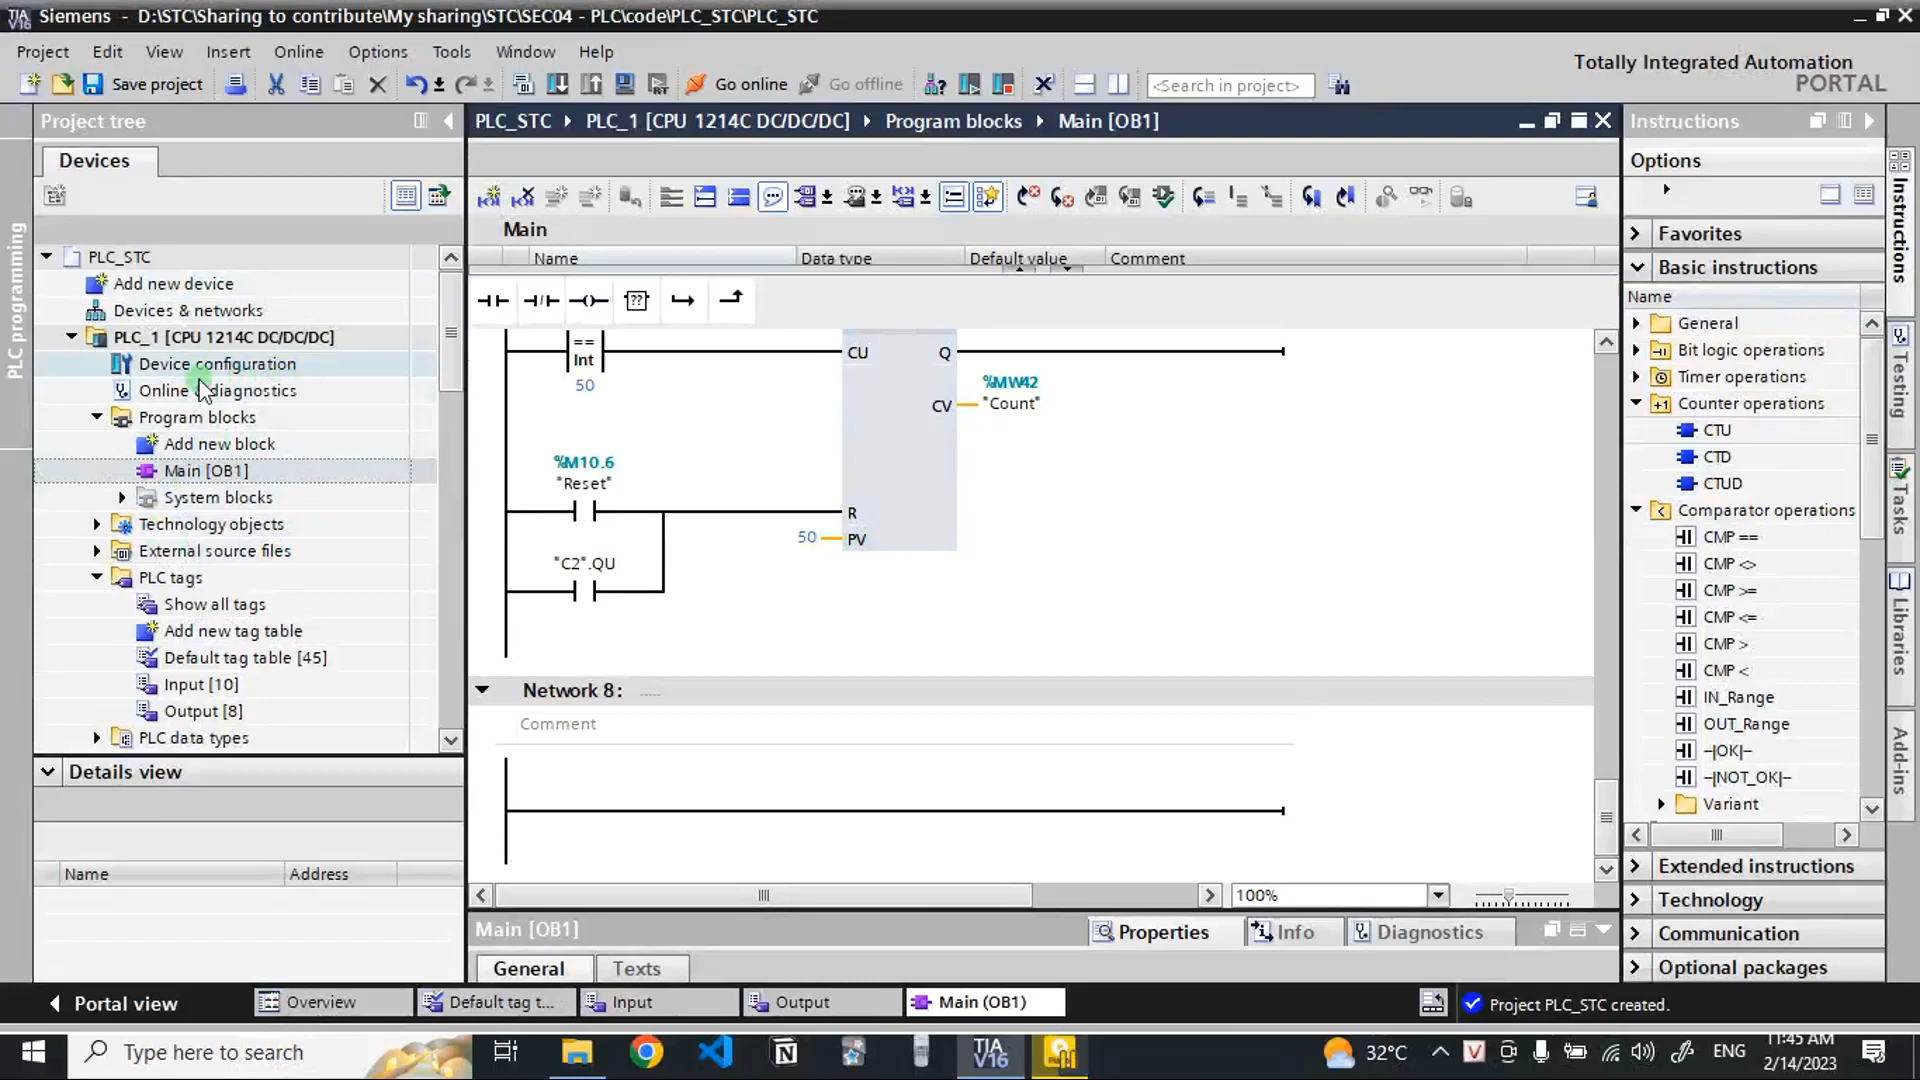 Siemens - D:\STC\Sharing to contribute\My sharing\STC\SEC04 - PLC\code\PLC_STC\PLC_STC
Project Edit View Insert Online Options Tools Window Help
Totally Integrated Automation
PORTAL
Save project Go online Go offline <Search in project>
Project tree
PLC_STC PLC_1 [CPU 1214C DC/DC/DC] Program blocks Main [OB1]
Instructions
Devices
Options
Main
Name Data type Default value Comment
PLC programming
PLC_STC
Add new device
Devices & networks
PLC_1 [CPU 1214C DC/DC/DC]
Device configuration
Online & diagnostics
Program blocks
Add new block
Main [OB1]
System blocks
Technology objects
External source files
PLC tags
Show all tags
Add new tag table
Default tag table [45]
Input [10]
Output [8]
PLC data types
Details view
Name Address
??
==
Int
50
CU Q
%MW42
"Count"
CV
%M10.6
"Reset"
R
50 PV
"C2".QU
Network 8: .....
Comment
100%
Main [OB1]
Properties Info Diagnostics
General Texts
Favorites
Basic instructions
Name
General
Bit logic operations
Timer operations
Counter operations
CTU
CTD
CTUD
Comparator operations
CMP ==
CMP <>
CMP >=
CMP <=
CMP >
CMP <
IN_Range
OUT_Range
-|OK|-
-|NOT_OK|-
Variant
Extended instructions
Technology
Communication
Optional packages
Instructions
Testing
Tasks
Libraries
Add-ins
Portal view Overview Default tag t... Input Output Main (OB1) Project PLC_STC created.
Type here to search
TIA
V16
32°C
ENG
11:45 AM
2/14/2023